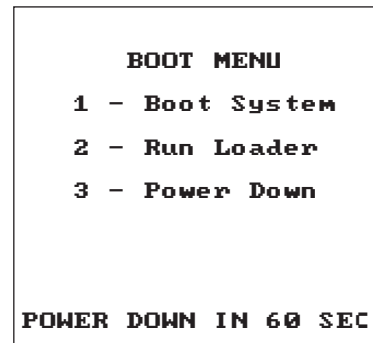 BOOT MENU
1 - Boot System
2 - Run Loader
3 - Power Down
POWER DOWN IN 60 SEC